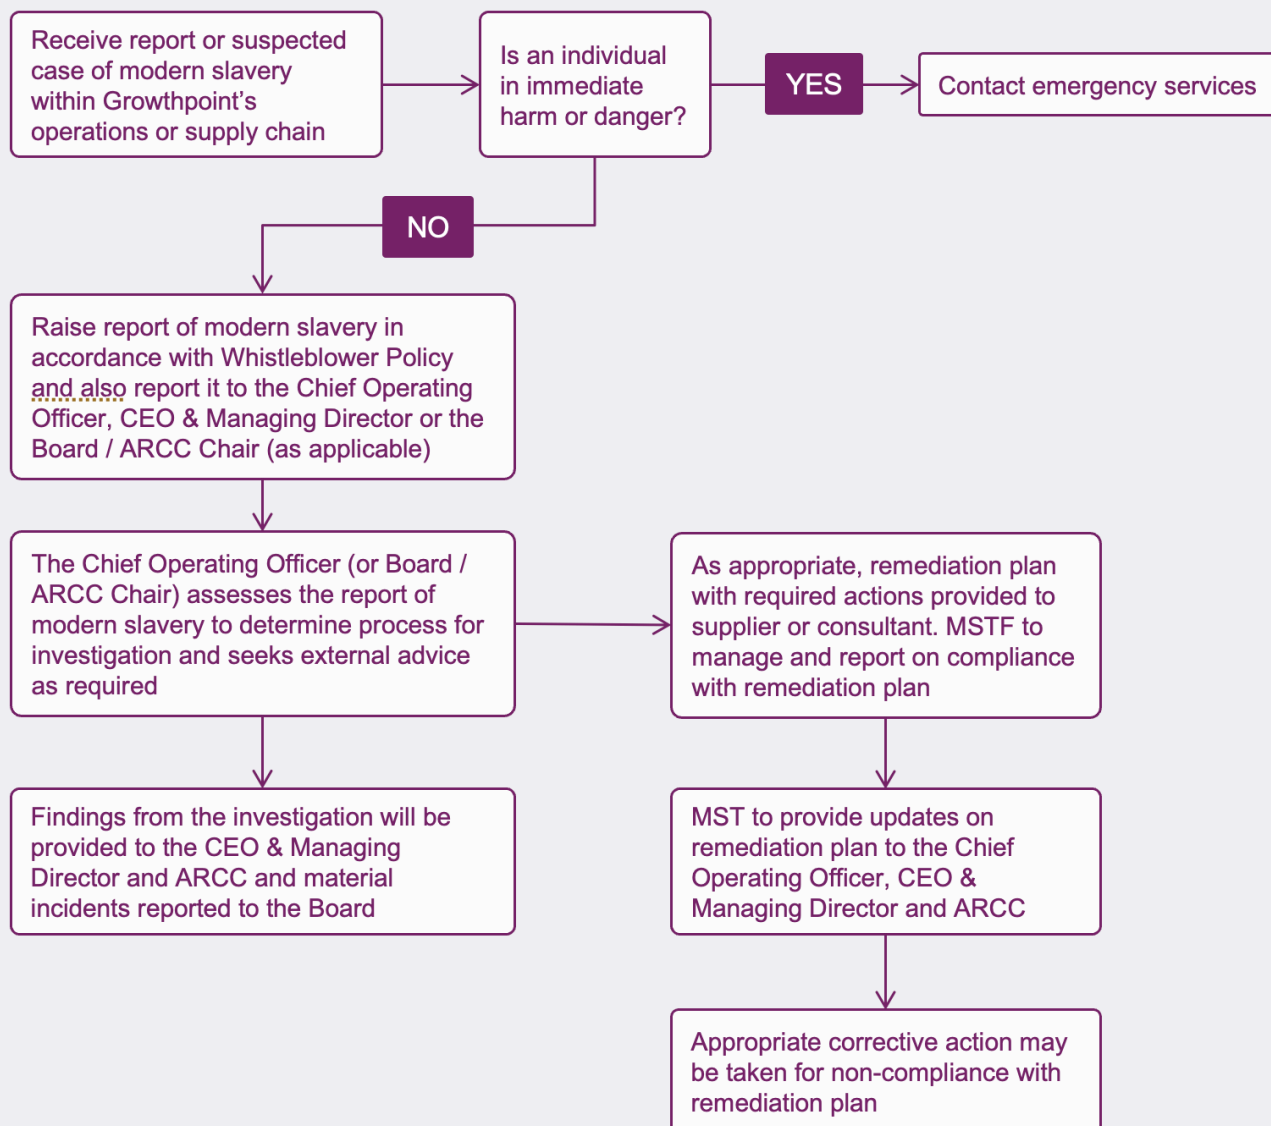 Receive report or suspected
case of modern slavery
within Growthpoint's
operations or supply chain
Is an individual
in immediate
harm or danger?
YES
Contact emergency services
NO
Raise report of modern slavery in
accordance with Whistleblower Policy
and also report it to the Chief Operating
Officer, CEO & Managing Director or the
Board / ARCC Chair (as applicable)
The Chief Operating Officer (or Board /
ARCC Chair) assesses the report of
modern slavery to determine process for
investigation and seeks external advice
as required
As appropriate, remediation plan
with required actions provided to
supplier or consultant. MSTF to
manage and report on compliance
with remediation plan
Findings from the investigation will be
provided to the CEO & Managing
Director and ARCC and material
incidents reported to the Board
MST to provide updates on
remediation plan to the Chief
Operating Officer, CEO &
Managing Director and ARCC
Appropriate corrective action may
be taken for non-compliance with
remediation plan